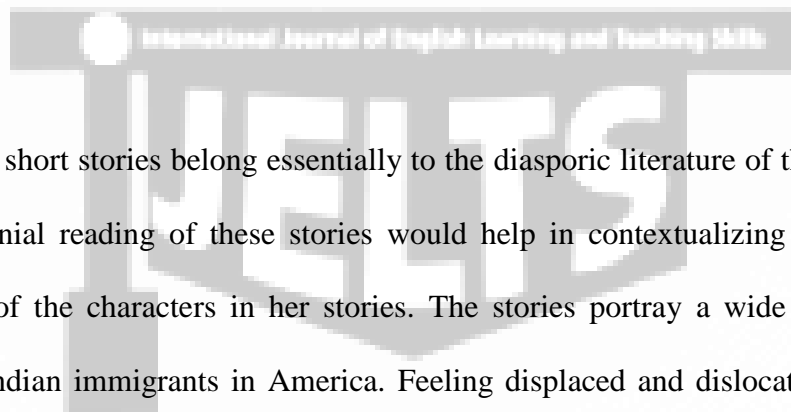 International Journal of English Learning and Teaching Skills
IJELTS
short stories belong essentially to the diasporic literature of
nial reading of these stories would help in contextualizing
of the characters in her stories. The stories portray a wide
ndian immigrants in America. Feeling displaced and dislocat